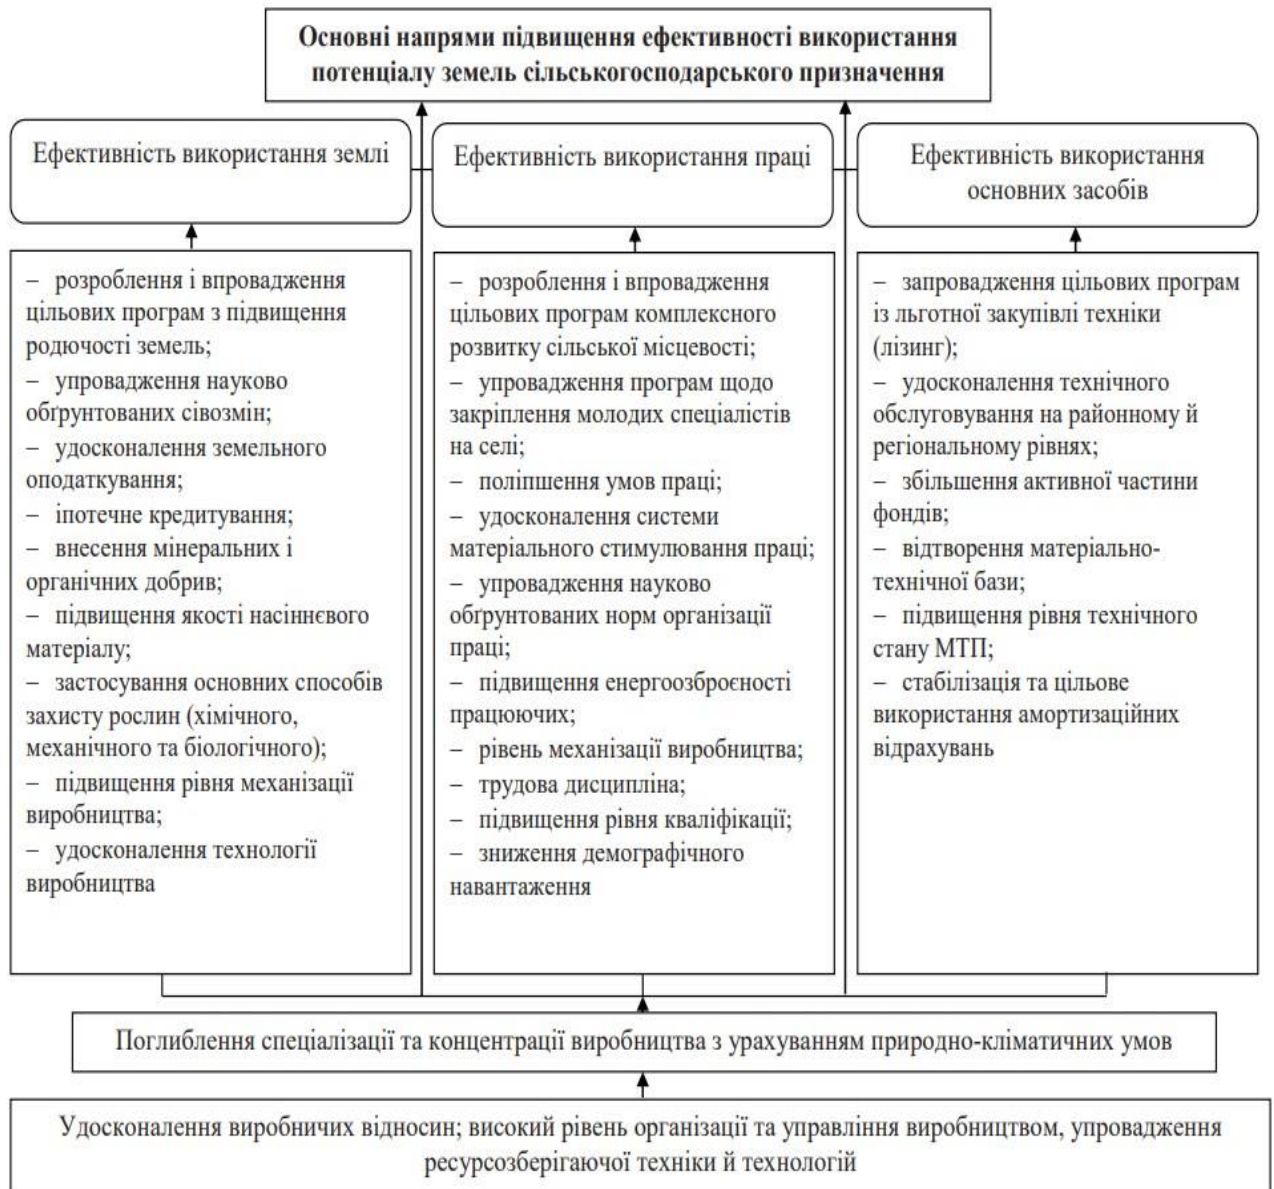 Основні напрями підвищення ефективності використання
потенціалу земель сільськогосподарського призначення
Ефективність використання землі
Ефективність використання праці
Ефективність використання
основних засобів
– розроблення і впровадження
цільових програм з підвищення
родючості земель;
– упровадження науково
обґрунтованих сівозмін;
– удосконалення земельного
оподаткування;
– іпотечне кредитування;
– внесення мінеральних і
органічних добрив;
– підвищення якості насіннєвого
матеріалу;
– застосування основних способів
захисту рослин (хімічного,
механічного та біологічного);
– підвищення рівня механізації
виробництва;
– удосконалення технології
виробництва
– розроблення і впровадження
цільових програм комплексного
розвитку сільської місцевості;
– упровадження програм щодо
закріплення молодих спеціалістів
на селі;
– поліпшення умов праці;
– удосконалення системи
матеріального стимулювання праці;
– упровадження науково
обґрунтованих норм організації
праці;
– підвищення енергоозброєності
працюючих;
– рівень механізації виробництва;
– трудова дисципліна;
– підвищення рівня кваліфікації;
– зниження демографічного
навантаження
– запровадження цільових програм
із льготної закупівлі техніки
(лізинг);
– удосконалення технічного
обслуговування на районному й
регіональному рівнях;
– збільшення активної частини
фондів;
– відтворення матеріально-
технічної бази;
– підвищення рівня технічного
стану МТП;
– стабілізація та цільове
використання амортизаційних
відрахувань
Поглиблення спеціалізації та концентрації виробництва з урахуванням природно-кліматичних умов
Удосконалення виробничих відносин; високий рівень організації та управління виробництвом, упровадження
ресурсозберігаючої техніки й технологій